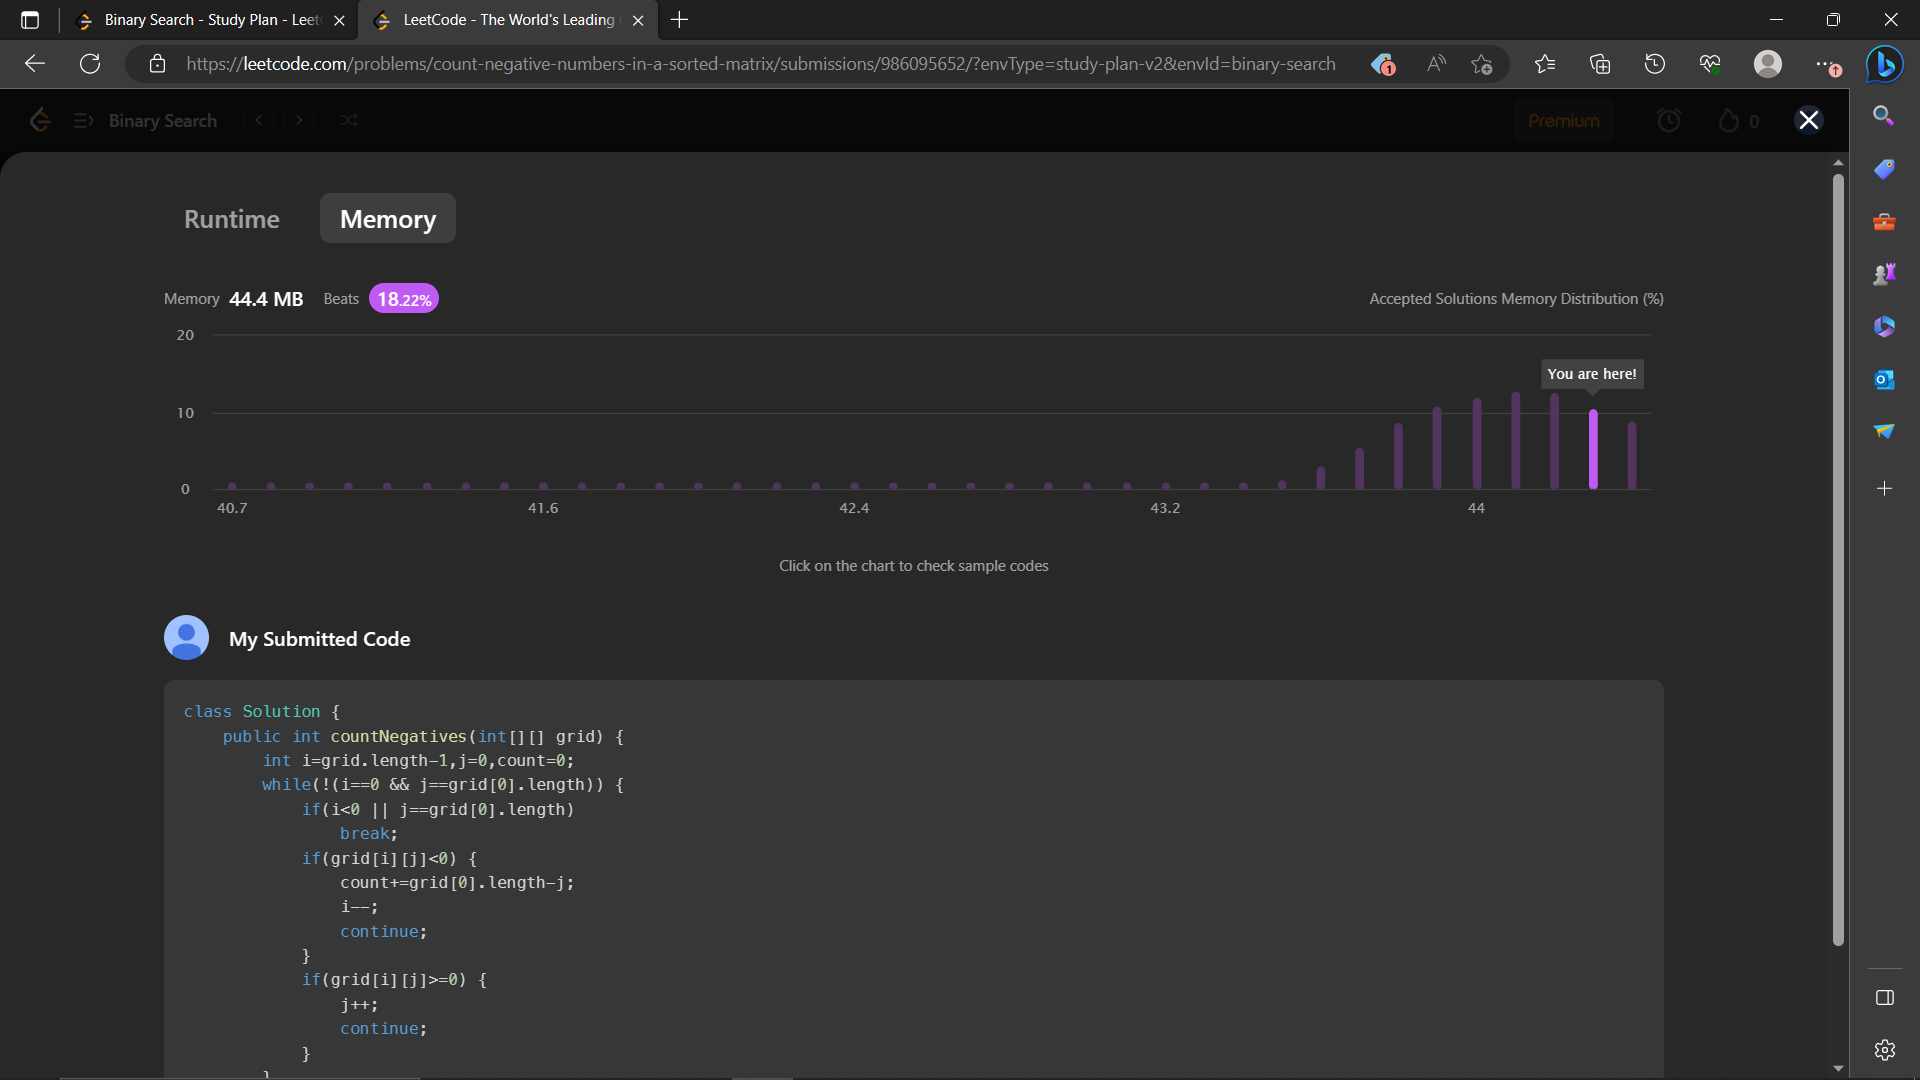 Binary Search - Study Plan - Leet
LeetCode - The World's Leading
https://leetcode.com/problems/count-negative-numbers-in-a-sorted-matrix/submissions/986095652/?envType=study-plan-v2&envId=binary-search
1
Binary Search
Premium
0
Runtime
Memory
Memory 44.4 MB Beats 18.22%
Accepted Solutions Memory Distribution (%)
20
You are here!
10
0
40.7 41.6 42.4 43.2 44
Click on the chart to check sample codes
My Submitted Code
class Solution {
    public int countNegatives(int[][] grid) {
        int i=grid.length-1,j=0,count=0;
        while(!(i==0 && j==grid[0].length)) {
            if(i<0 || j==grid[0].length)
                break;
            if(grid[i][j]<0) {
                count+=grid[0].length-j;
                i--;
                continue;
            }
            if(grid[i][j]>=0) {
                j++;
                continue;
            }
        }